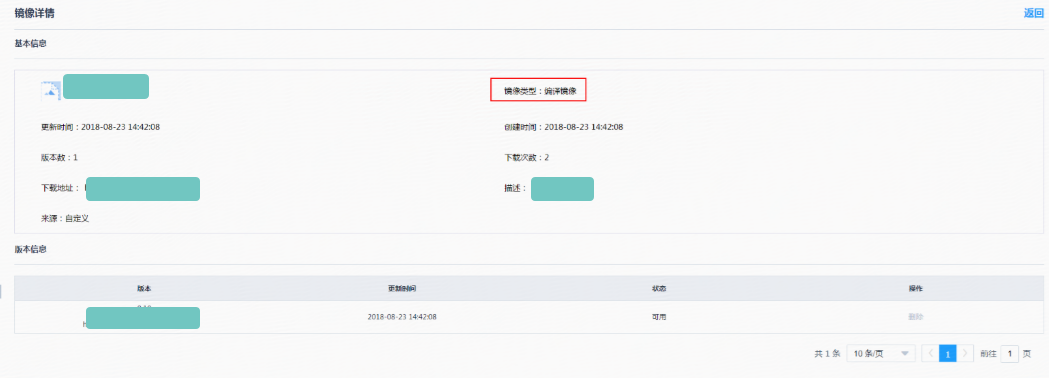 镜像详情 返回
基本信息
镜像类型：编译镜像
更新时间：2018-08-23 14:42:08 创建时间：2018-08-23 14:42:08
版本数：1 下载次数：2
下载地址： 描述：
来源：自定义
版本信息
版本 更新时间 状态 操作
2018-08-23 14:42:08 可用 删除
共 1 条 10 条/页 1 前往 1 页